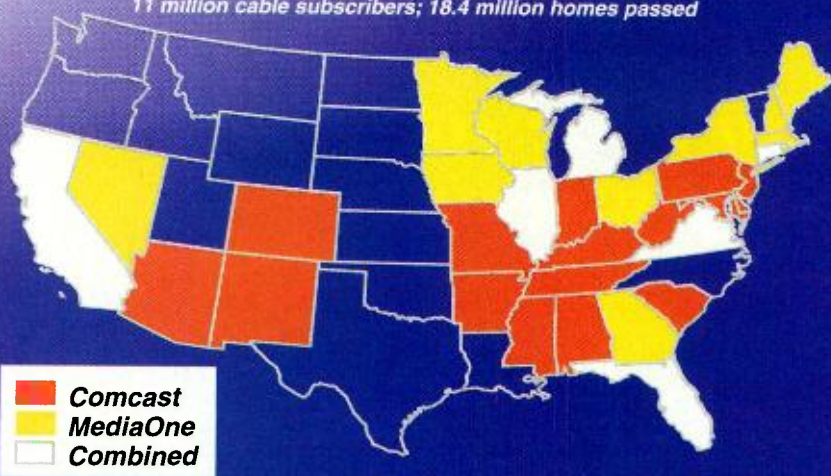 11 million cable subscribers; 18.4 million homes passed
Comcast
MediaOne
Combined